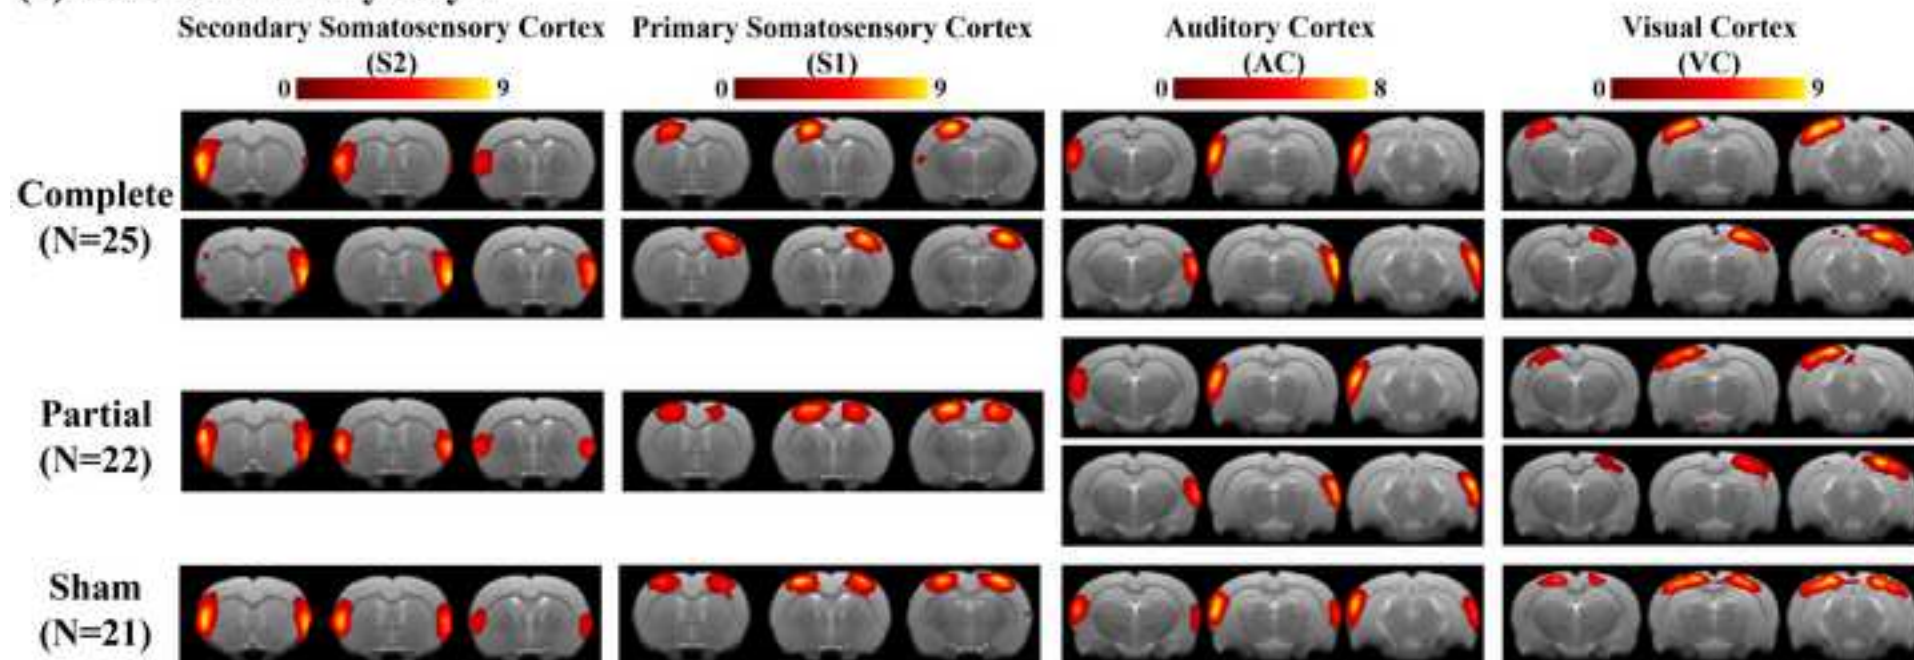 Secondary Somatosensory Cortex
(S2)
0 9
Primary Somatosensory Cortex
(S1)
0 9
Auditory Cortex
(AC)
0 8
Visual Cortex
(VC)
0 9
Complete
(N=25)
Partial
(N=22)
Sham
(N=21)